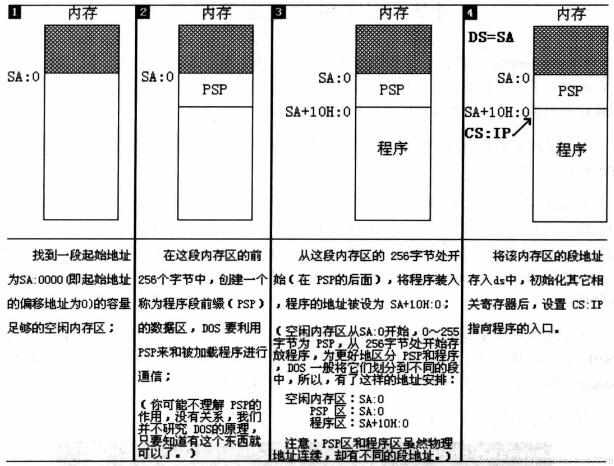 1 内存
SA:0
2 内存
SA:0
PSP
3 内存
SA:0
PSP
SA+10H:0
程序
4 内存
DS=SA
SA:0
PSP
SA+10H:0
CS:IP
程序
找到一段起始地址
为SA:0000(即起始地址
的偏移地址为0)的容量
足够的空闲内存区；
在这段内存区的前
256个字节中，创建一个
称为程序段前缀(PSP)
的数据区，DOS 要利用
PSP来和被加载程序进行
通信；
(你可能不理解 PSP的
作用，没有关系，我们
并不研究 DOS的原理，
只要知道有这个东西就
可以了。)
从这段内存区的 256字节处开
始(在 PSP的后面)，将程序装入
，程序的地址被设为 SA+10H:0；
(空闲内存区从SA:0开始，0～255
字节为 PSP，从 256字节处开始存
放程序，为更好地区分 PSP和程序
，DOS 一般将它们划分到不同的段
中，所以，有了这样的地址安排：
空闲内存区：SA:0
PSP 区：SA:0
程序区：SA+10H:0
注意：PSP区和程序区虽然物理
地址连续，却有不同的段地址。)
将该内存区的段地址
存入ds中，初始化其它相
关寄存器后，设置 CS:IP
指向程序的入口。